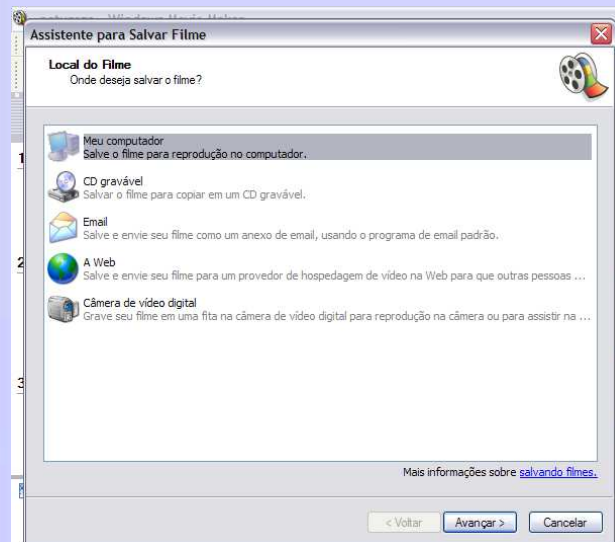 Assistente para Salvar Filme
Local do Filme
Onde deseja salvar o filme?
1
Meu computador
Salve o filme para reprodução no computador.
CD gravável
Salvar o filme para copiar em um CD gravável.
Email
Salve e envie seu filme como um anexo de email, usando o programa de email padrão.
2
A Web
Salve e envie seu filme para um provedor de hospedagem de vídeo na Web para que outras pessoas ...
Câmera de vídeo digital
Grave seu filme em uma fita na câmera de vídeo digital para reprodução na câmera ou para assistir na ...
3
Mais informações sobre salvando filmes.
< Voltar
Avançar >
Cancelar